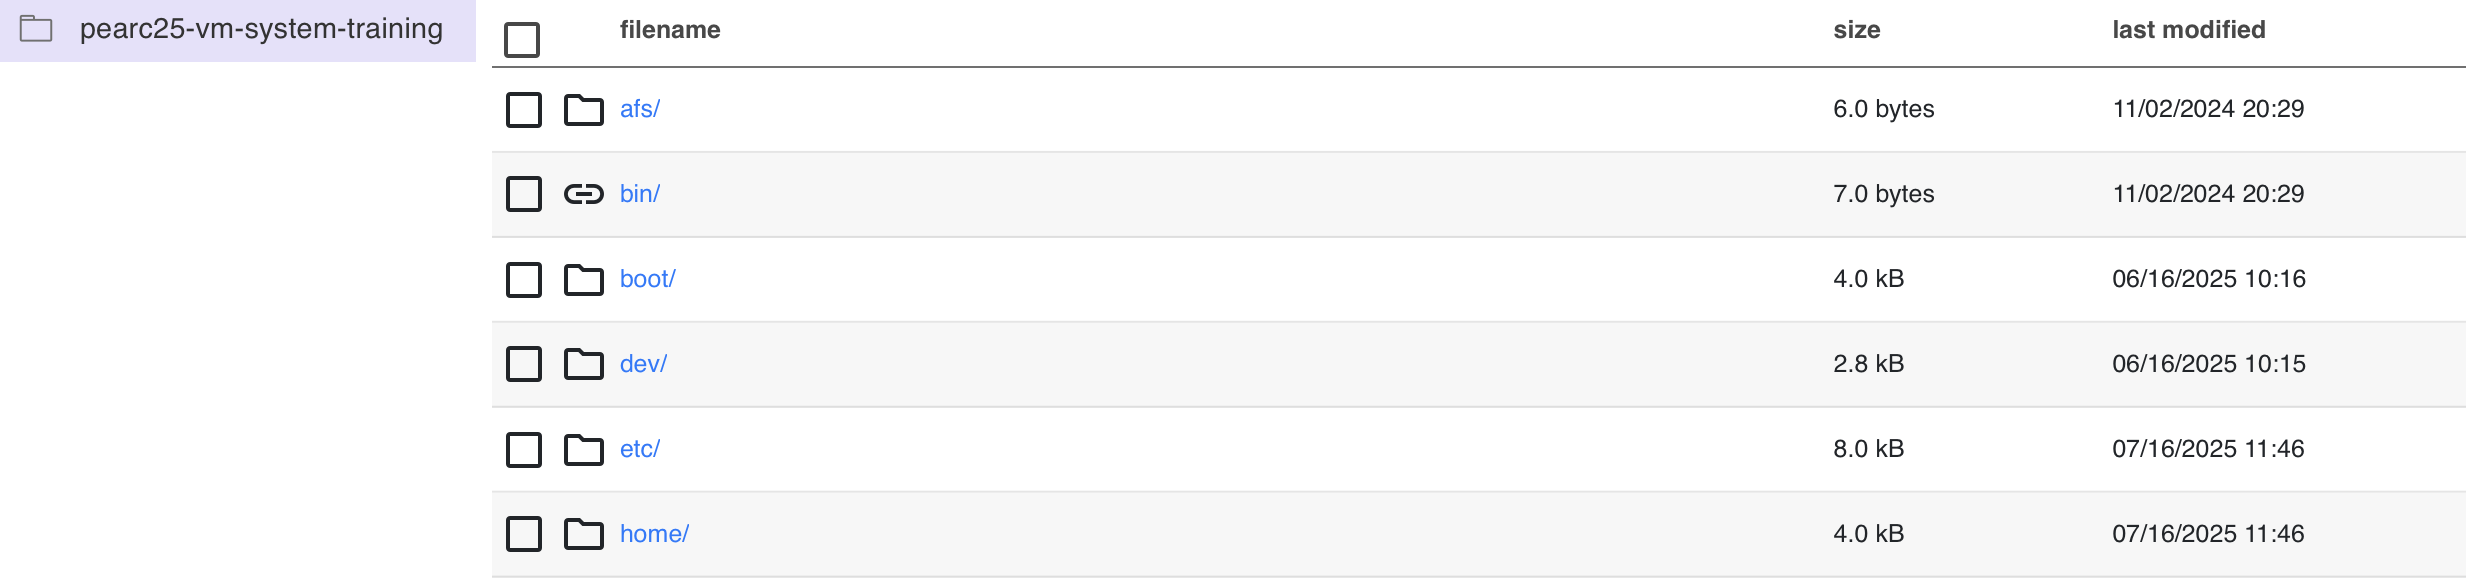 pearc25-vm-system-training
filename size last modified
afs/ 6.0 bytes 11/02/2024 20:29
bin/ 7.0 bytes 11/02/2024 20:29
boot/ 4.0 kB 06/16/2025 10:16
dev/ 2.8 kB 06/16/2025 10:15
etc/ 8.0 kB 07/16/2025 11:46
home/ 4.0 kB 07/16/2025 11:46